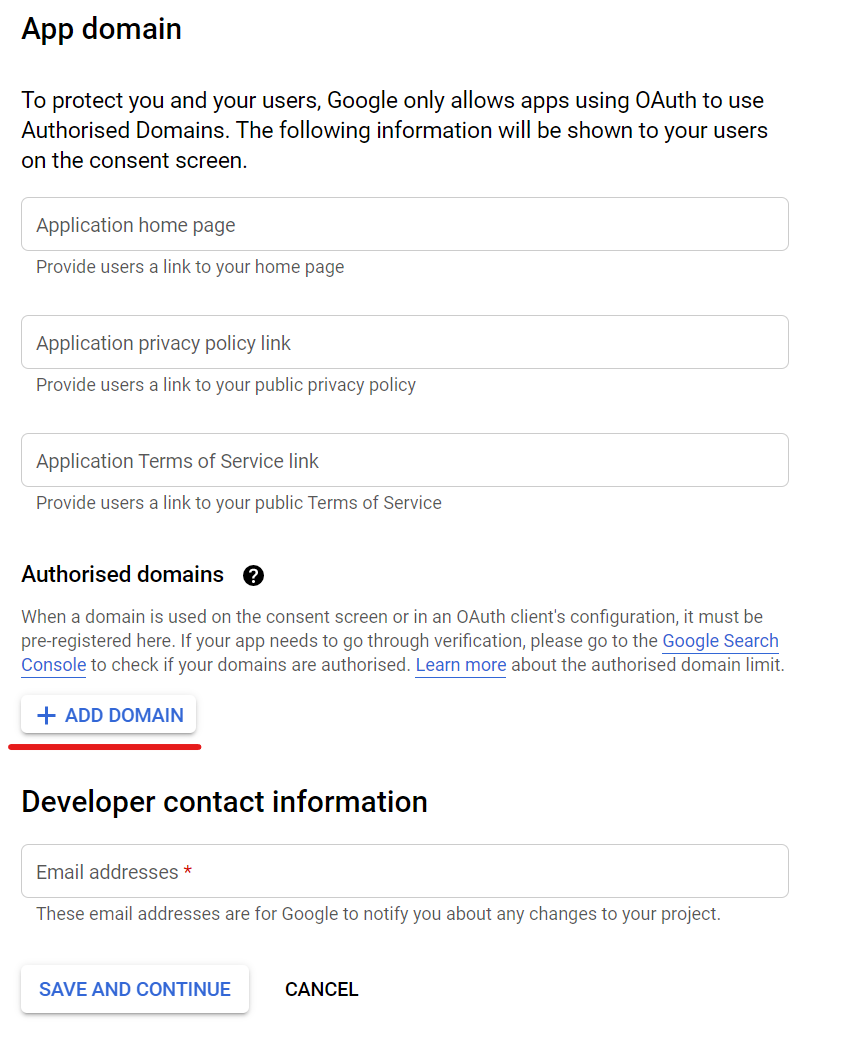 App domain
To protect you and your users, Google only allows apps using OAuth to use
Authorised Domains. The following information will be shown to your users
on the consent screen.
Application home page
Provide users a link to your home page
Application privacy policy link
Provide users a link to your public privacy policy
Application Terms of Service link
Provide users a link to your public Terms of Service
Authorised domains ?
When a domain is used on the consent screen or in an OAuth client's configuration, it must be
pre-registered here. If your app needs to go through verification, please go to the Google Search
Console to check if your domains are authorised. Learn more about the authorised domain limit.
+ ADD DOMAIN
Developer contact information
Email addresses *
These email addresses are for Google to notify you about any changes to your project.
SAVE AND CONTINUE CANCEL